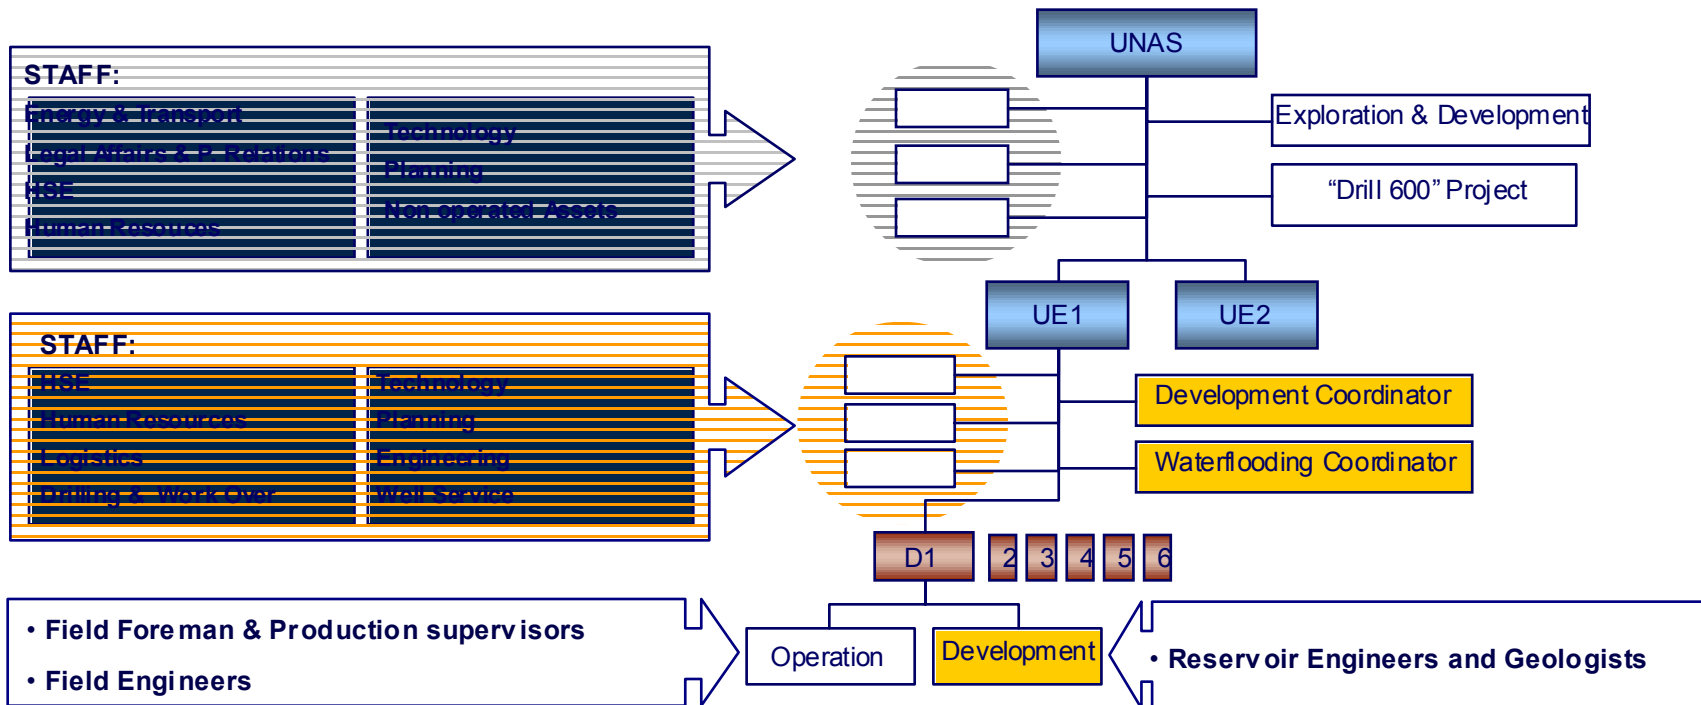 UNAS
STAFF:
Energy & Transport
Legal Affairs & P. Relations
HSE
Human Resouces
Technology
Planning
Non operated Assets
Exploration & Development
“Drill 600” Project
UE1
UE2
STAFF:
HSE
Human Resources
Logistics
Drilling & Work Over
Technology
Planning
Engineering
Well Service
Development Coordinator
Waterflooding Coordinator
D1
2
3
4
5
6
• Field Foreman & Production supervisors
• Field Engineers
Operation
Development
• Reservoir Engineers and Geologists